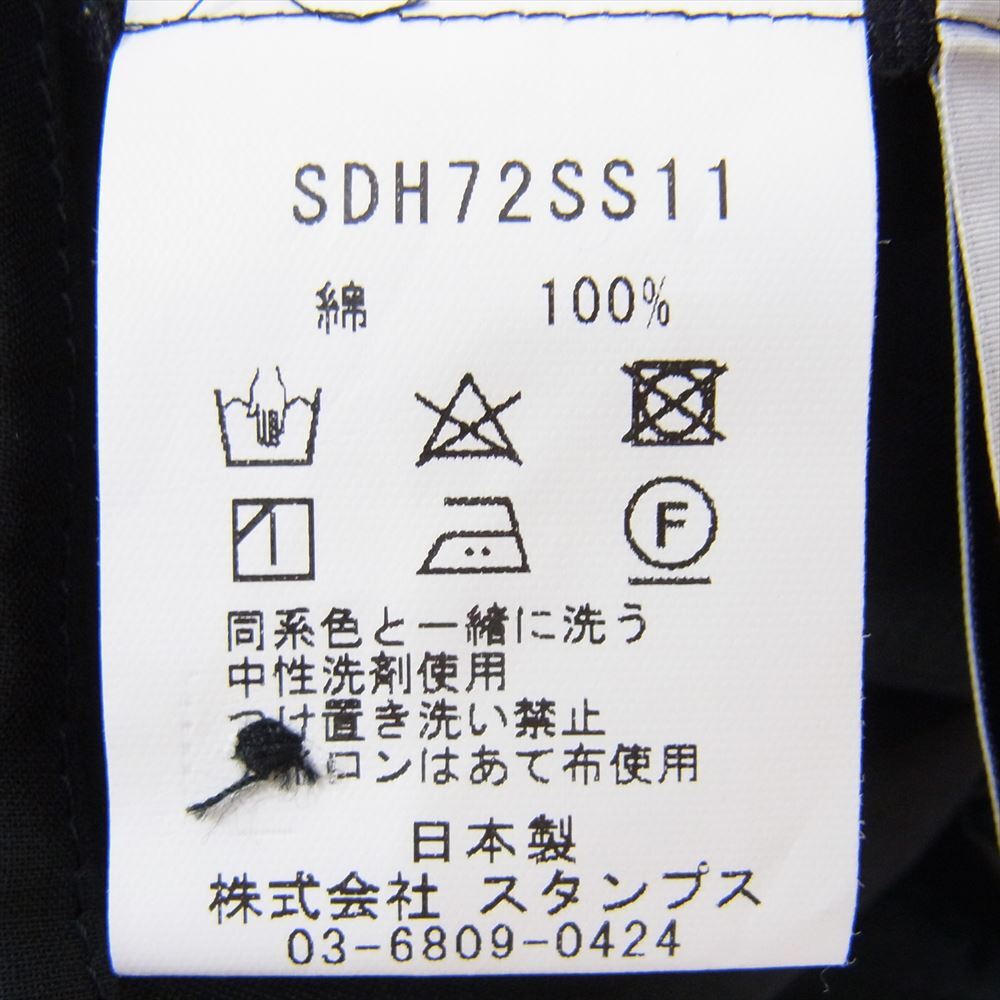 SDH72SS11
綿 100%
F
同系色と一緒に洗う
中性洗剤使用
つけ置き洗い禁止
ロンはあて布使用
日本製
株式会社 スタンプス
03-6809-0424